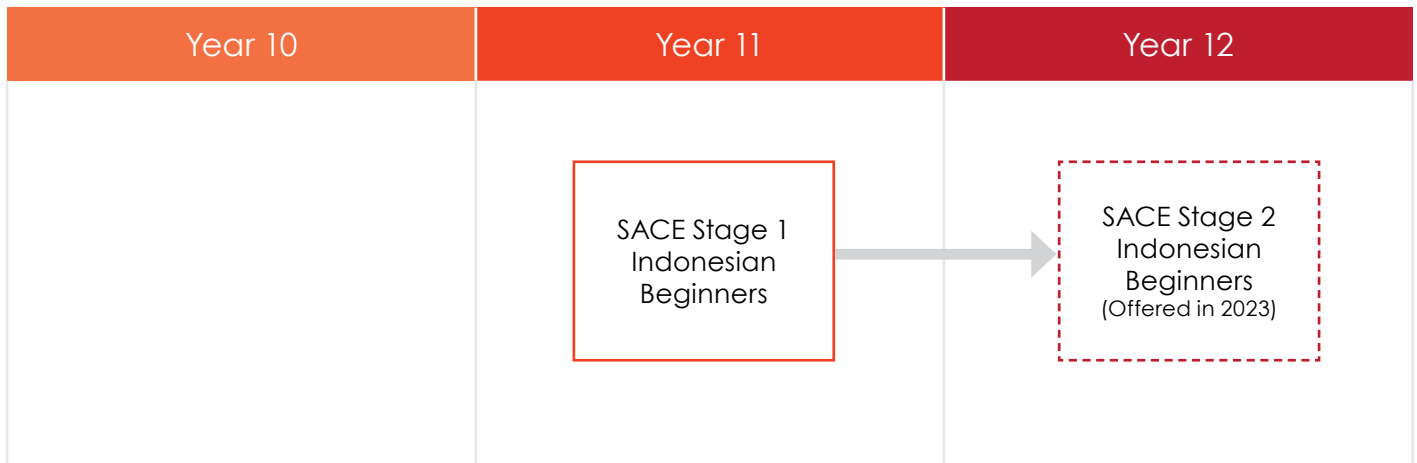 Year 10
Year 11
Year 12
SACE Stage 1
Indonesian
Beginners
SACE Stage 2
Indonesian
Beginners
(Offered in 2023)